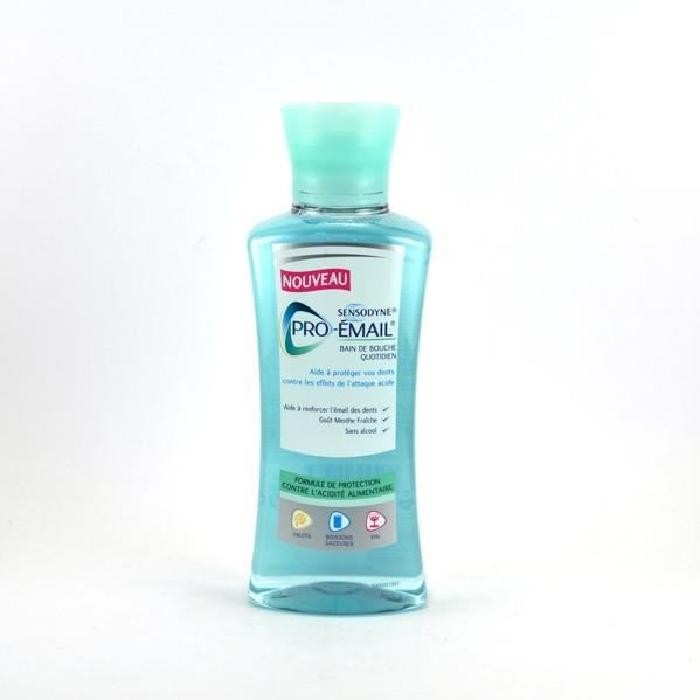 NOUVEAU
SENSODYNE®
PRO-ÉMAIL®
BAIN DE BOUCHE
QUOTIDIEN
Aide à protéger vos dents
contre les effets de l'attaque acide
Aide à renforcer l'émail des dents ✓
Goût Menthe Fraîche ✓
Sans alcool ✓
FORMULE DE PROTECTION
CONTRE L'ACIDITÉ ALIMENTAIRE
FRUITS
BOISSONS
GAZEUSES
VIN